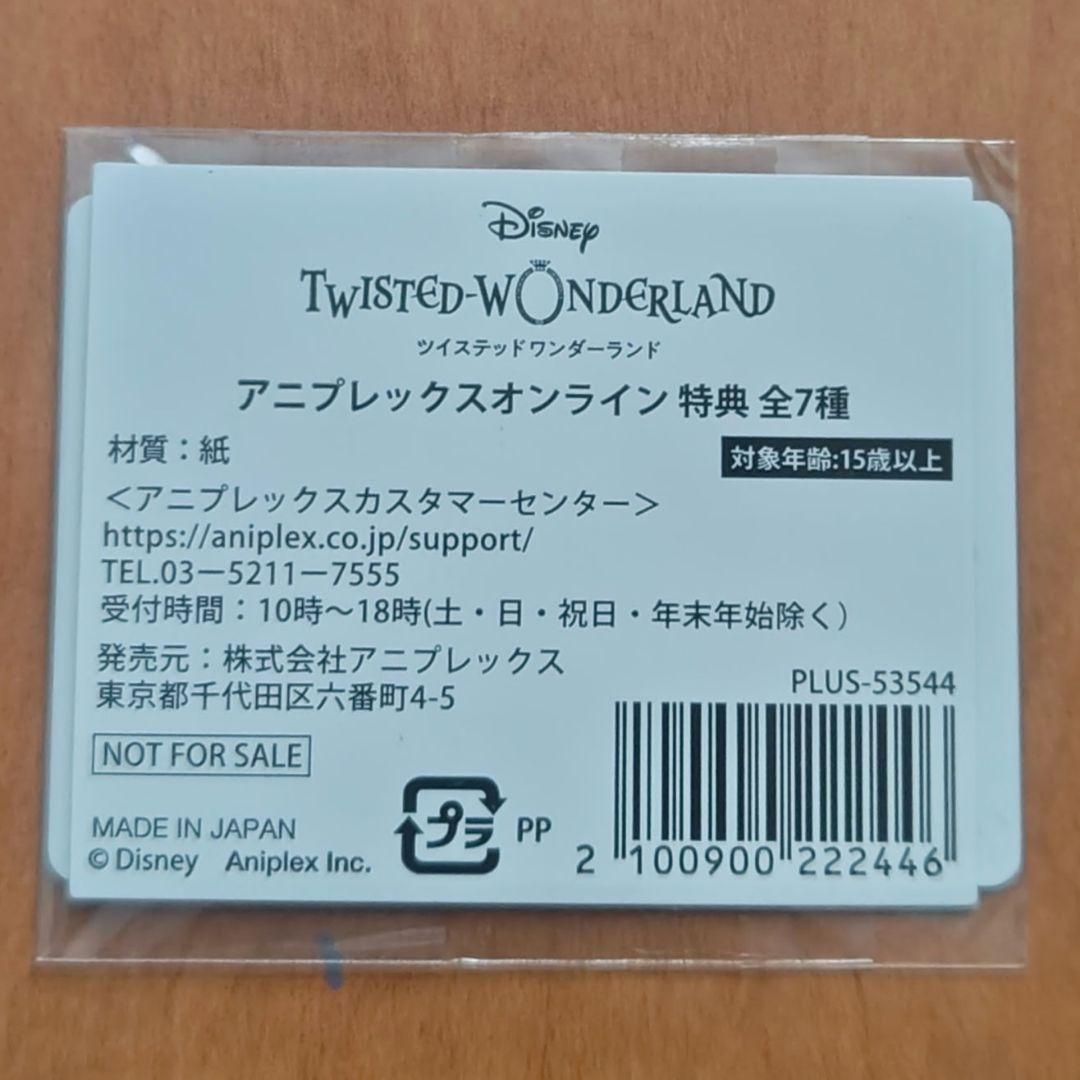 Disney
TWISTED-WONDERLAND
ツイステッドワンダーランド
アニプレックスオンライン 特典 全7種
材質：紙
対象年齢:15歳以上
＜アニプレックスカスタマーセンター＞
https://aniplex.co.jp/support/
TEL.03ー5211ー7555
受付時間：10時～18時(土・日・祝日・年末年始除く）
発売元：株式会社アニプレックス
東京都千代田区六番町4-5
PLUS-53544
NOT FOR SALE
MADE IN JAPAN
© Disney Aniplex Inc.
プラ PP
2 100900 222446